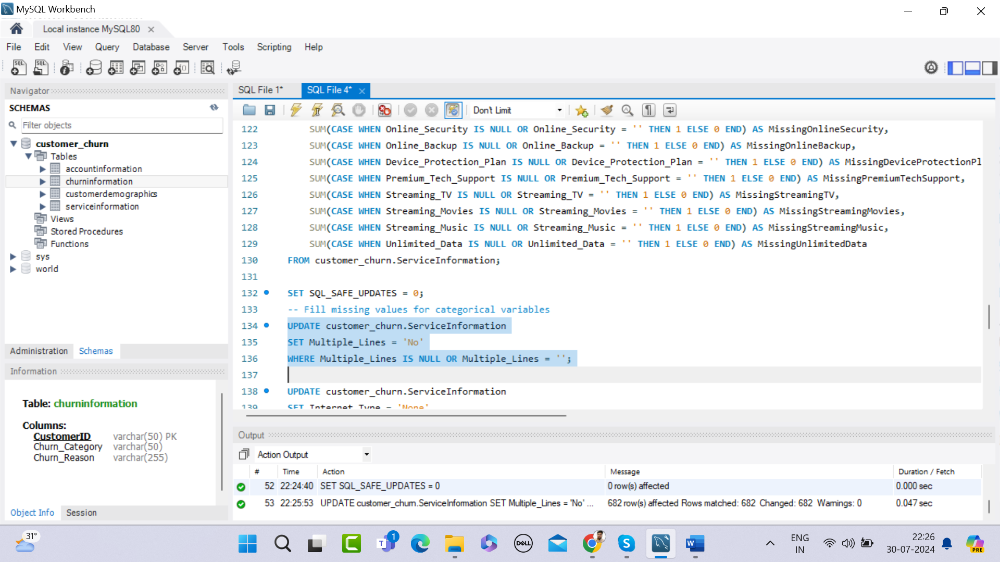 MySQL Workbench
Local instance MySQL80
File Edit View Query Database Server Tools Scripting Help
Navigator
SCHEMAS
Filter objects
customer_churn
Tables
accountinformation
churninformation
customerdemographics
serviceinformation
Views
Stored Procedures
Functions
sys
world
Administration Schemas
Information
Table: churninformation
Columns:
CustomerID varchar(50) PK
Churn_Category varchar(50)
Churn_Reason varchar(255)
Object Info Session
SQL File 1* SQL File 4*
Don't Limit
122 SUM(CASE WHEN Online_Security IS NULL OR Online_Security = '' THEN 1 ELSE 0 END) AS MissingOnlineSecurity,
123 SUM(CASE WHEN Online_Backup IS NULL OR Online_Backup = '' THEN 1 ELSE 0 END) AS MissingOnlineBackup,
124 SUM(CASE WHEN Device_Protection_Plan IS NULL OR Device_Protection_Plan = '' THEN 1 ELSE 0 END) AS MissingDeviceProtectionPl
125 SUM(CASE WHEN Premium_Tech_Support IS NULL OR Premium_Tech_Support = '' THEN 1 ELSE 0 END) AS MissingPremiumTechSupport,
126 SUM(CASE WHEN Streaming_TV IS NULL OR Streaming_TV = '' THEN 1 ELSE 0 END) AS MissingStreamingTV,
127 SUM(CASE WHEN Streaming_Movies IS NULL OR Streaming_Movies = '' THEN 1 ELSE 0 END) AS MissingStreamingMovies,
128 SUM(CASE WHEN Streaming_Music IS NULL OR Streaming_Music = '' THEN 1 ELSE 0 END) AS MissingStreamingMusic,
129 SUM(CASE WHEN Unlimited_Data IS NULL OR Unlimited_Data = '' THEN 1 ELSE 0 END) AS MissingUnlimitedData
130 FROM customer_churn.ServiceInformation;
131
132 SET SQL_SAFE_UPDATES = 0;
133 -- Fill missing values for categorical variables
134 UPDATE customer_churn.ServiceInformation
135 SET Multiple_Lines = 'No'
136 WHERE Multiple_Lines IS NULL OR Multiple_Lines = '';
137
138 UPDATE customer_churn.ServiceInformation
139 SET Internet_Type = 'None'
Output
Action Output
# Time Action Message Duration / Fetch
52 22:24:40 SET SQL_SAFE_UPDATES = 0 0 row(s) affected 0.000 sec
53 22:25:53 UPDATE customer_churn.ServiceInformation SET Multiple_Lines = 'No' ... 682 row(s) affected Rows matched: 682 Changed: 682 Warnings: 0 0.047 sec
31°
1
DELL
ENG
IN
22:26
30-07-2024
PRE